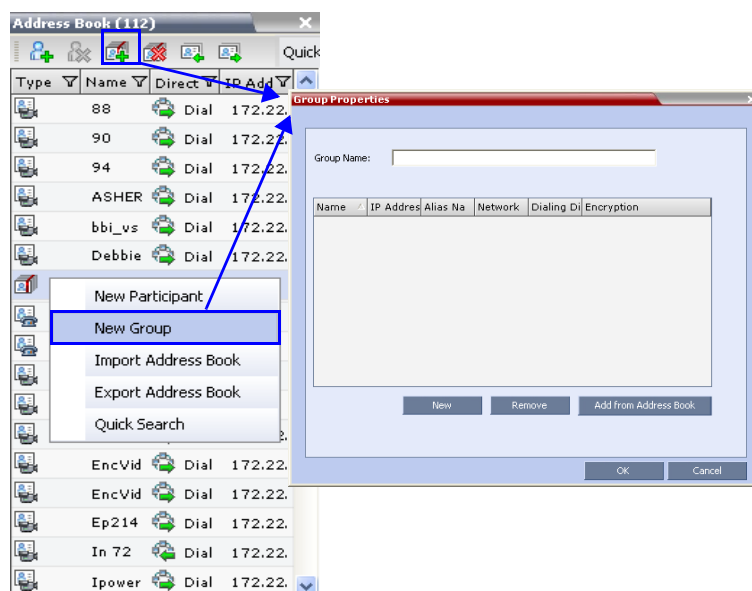 Address Book (112)
Quick
Type Name Direct IP Add
88 Dial 172.22.
90 Dial 172.22.
94 Dial 172.22.
ASHER Dial 172.22.
bbi_vs Dial 172.22.
Debbie Dial 172.22.
New Participant
New Group
Import Address Book
Export Address Book
Quick Search
2.
EncVid Dial 172.22.
EncVid Dial 172.22.
Ep214 Dial 172.22.
In 72 Dial 172.22.
Ipower Dial 172.22.
Group Properties
Group Name:
Name IP Addres Alias Na Network Dialing Di Encryption
New Remove Add from Address Book
OK Cancel